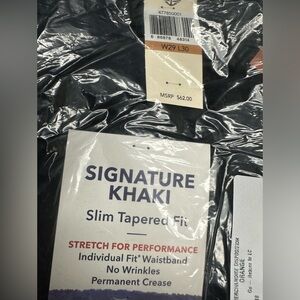 W29 L30
MSRP $62.00
SIGNATURE
KHAKI
Slim Tapered Fit
STRETCH FOR PERFORMANCE
Individual Fit® Waistband
No Wrinkles
Permanent Crease
ORANGE